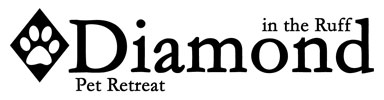 Diamond
in the Ruff
Pet Retreat